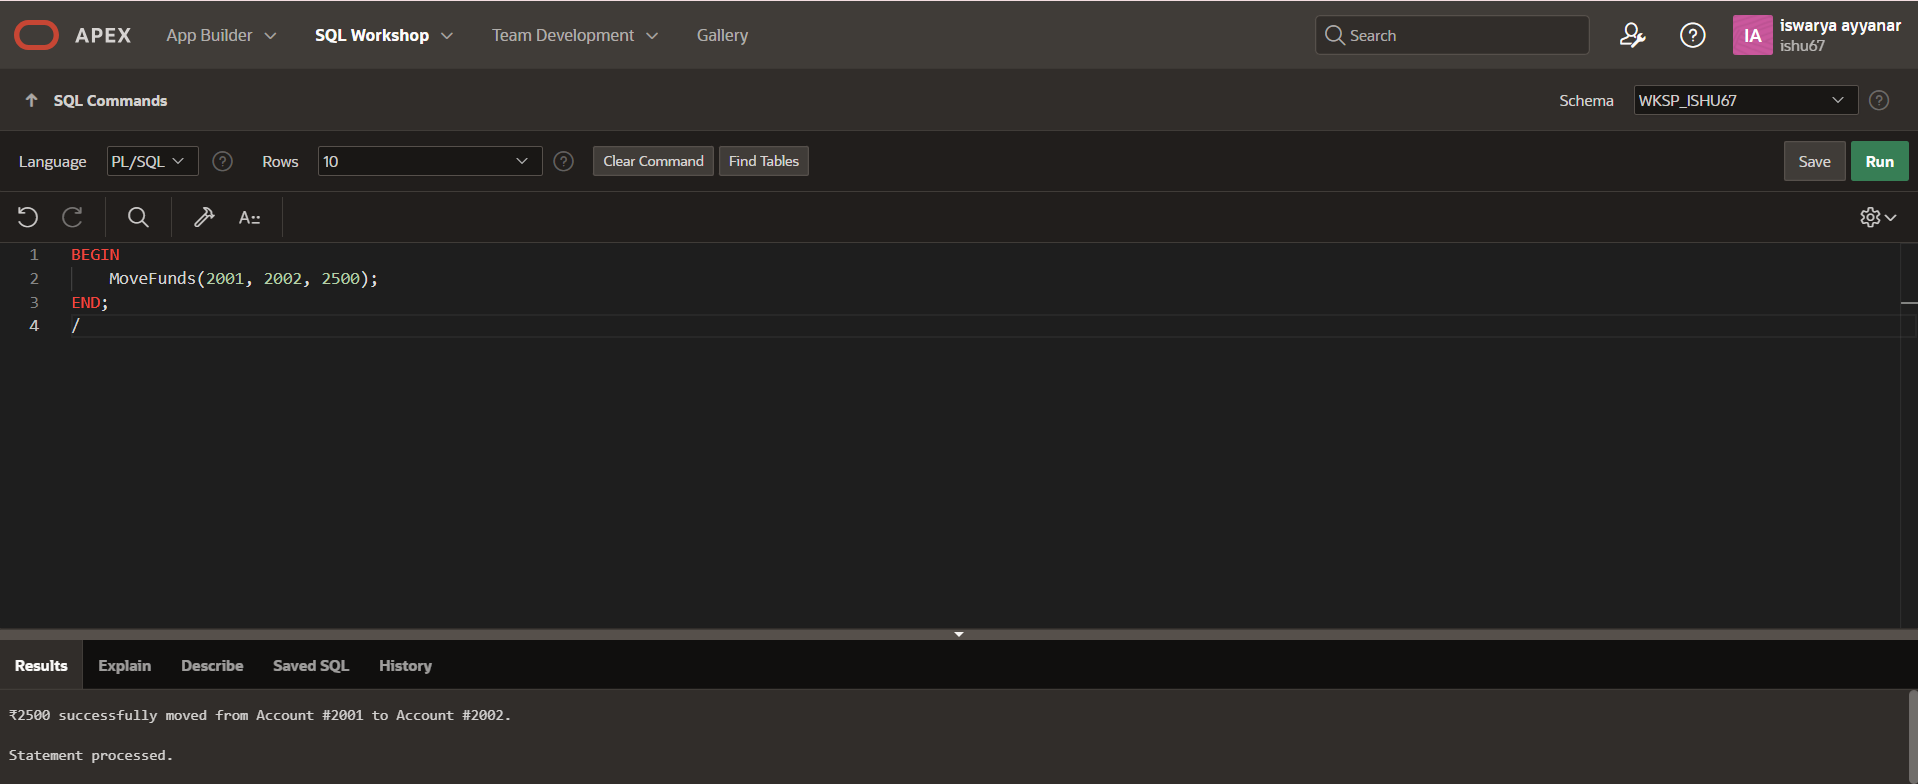 APEX App Builder SQL Workshop Team Development Gallery Search ? IA iswarya ayyanar
ishu67
SQL Commands Schema WKSP_ISHU67 ?
Language PL/SQL ? Rows 10 ? Clear Command Find Tables Save Run
A::
1 BEGIN
2 MoveFunds(2001, 2002, 2500);
3 END;
4 /
Results Explain Describe Saved SQL History
₹2500 successfully moved from Account #2001 to Account #2002.
Statement processed.